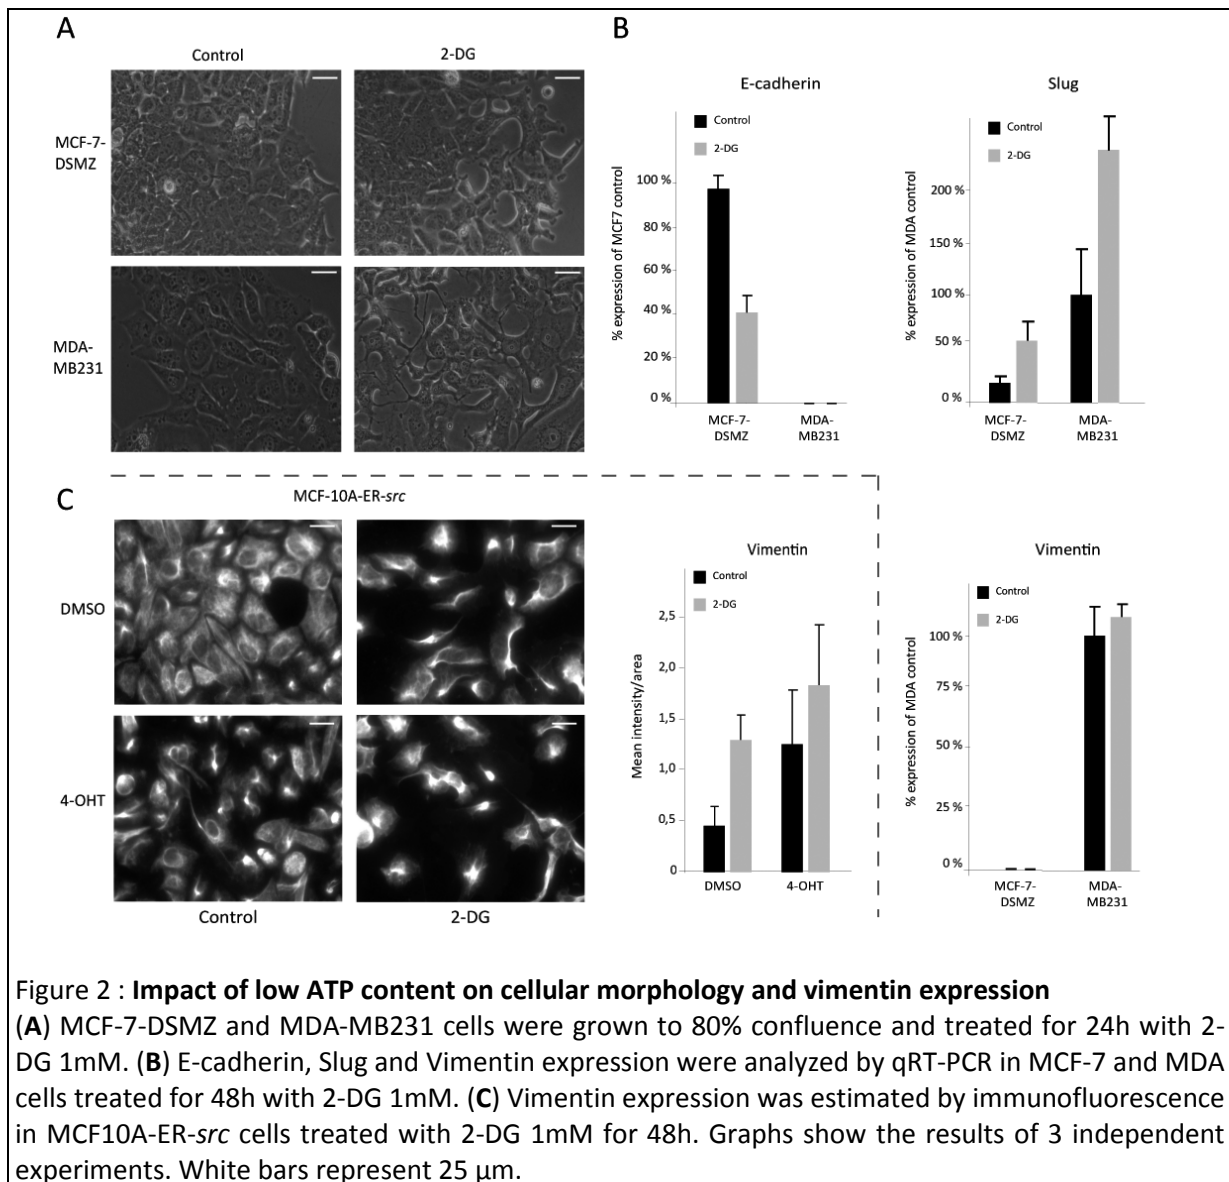 A
Control
2-DG
MCF-7-
DSMZ
MDA-
MB231
B
E-cadherin
Control
2-DG
% expression of MCF7 control
100 %
80 %
60 %
40 %
20 %
0 %
MCF-7-
DSMZ
MDA-
MB231
Slug
Control
2-DG
% expression of MDA control
200 %
150 %
100 %
50 %
0 %
MCF-7-
DSMZ
MDA-
MB231
C
MCF-10A-ER-src
DMSO
4-OHT
Control
2-DG
Vimentin
Control
2-DG
Mean intensity/area
2,5
2,0
1,5
1,0
0,5
0
DMSO
4-OHT
Vimentin
Control
2-DG
% expression of MDA control
100 %
75 %
50 %
25 %
0 %
MCF-7-
DSMZ
MDA-
MB231
Figure 2 : Impact of low ATP content on cellular morphology and vimentin expression
(A) MCF-7-DSMZ and MDA-MB231 cells were grown to 80% confluence and treated for 24h with 2-
DG 1mM. (B) E-cadherin, Slug and Vimentin expression were analyzed by qRT-PCR in MCF-7 and MDA
cells treated for 48h with 2-DG 1mM. (C) Vimentin expression was estimated by immunofluorescence
in MCF10A-ER-src cells treated with 2-DG 1mM for 48h. Graphs show the results of 3 independent
experiments. White bars represent 25 µm.